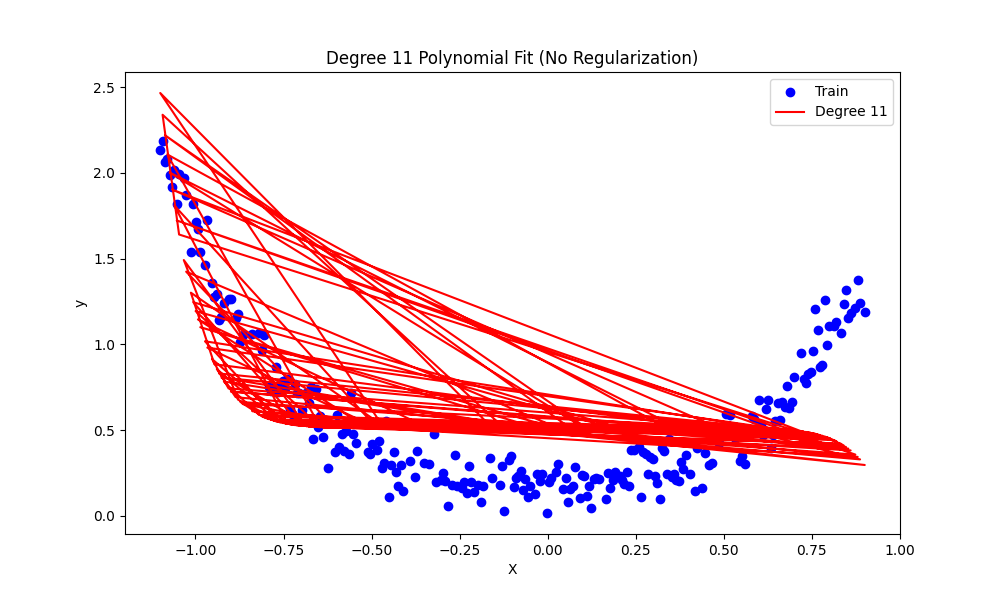 Degree 11 Polynomial Fit (No Regularization)
Train
Degree 11
2.5
2.0
1.5
1.0
0.5
0.0
y
−1.00 −0.75 −0.50 −0.25 0.00 0.25 0.50 0.75 1.00
X